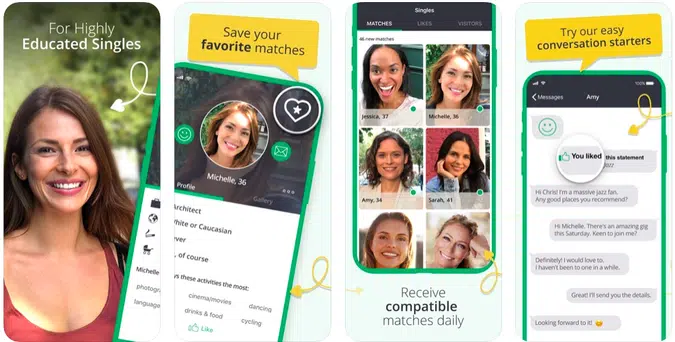 For Highly
Educated Singles
Michelle
photogr
language
Save your
favorite matches
Michelle, 36
Profile
Gallery
Architect
White or Caucasian
ever
, of course
ys these activities the most:
cinema/movies
dancing
drinks & food
cycling
Like
Singles
MATCHES
LIKES
VISITORS
46 new matches
Jessica, 37
Michelle, 36
Amy, 34
Sarah, 41
Receive
compatible
matches daily
Try our easy
conversation starters
Messages
Amy
You liked this statement
2022
Hi Chris! I'm a massive jazz fan.
Any good places you recommend?
Hi Michelle. There's an amazing gig
this Saturday. Keen to join me?
Definitely! I would love to.
I haven't been to one in a while.
Great! I'll send you the details.
Looking forward to it!